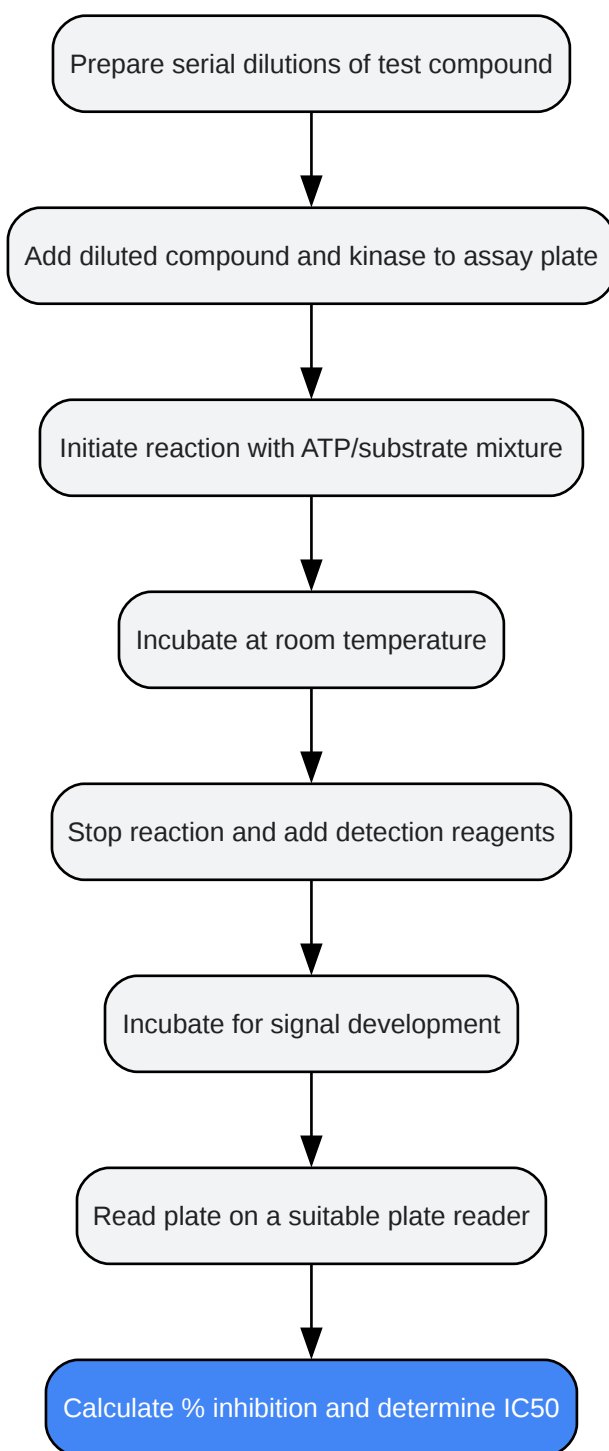 Prepare serial dilutions of test compound
Add diluted compound and kinase to assay plate
Initiate reaction with ATP/substrate mixture
Incubate at room temperature
Stop reaction and add detection reagents
Incubate for signal development
Read plate on a suitable plate reader
Calculate % inhibition and determine IC50